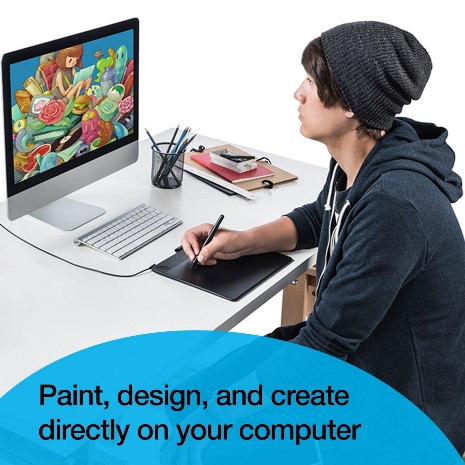 Paint, design, and create
directly on your computer